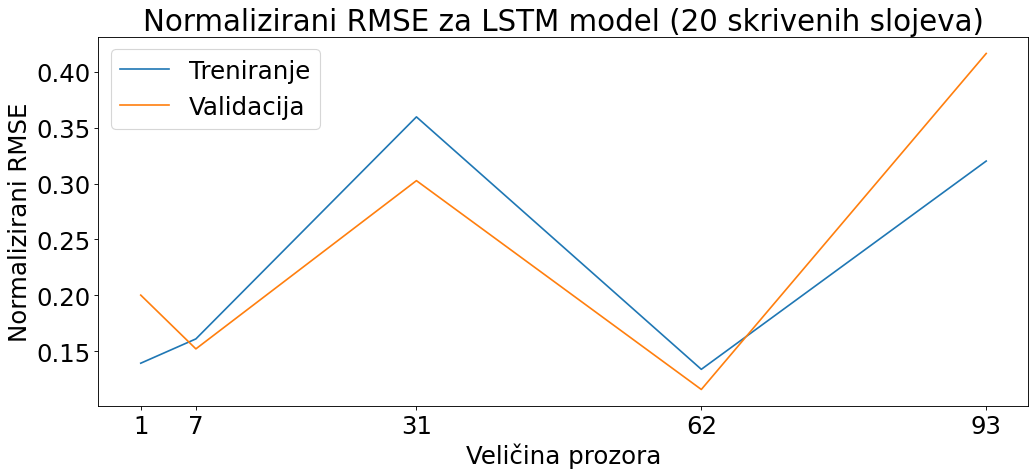 Normalizirani RMSE za LSTM model (20 skrivenih slojeva)
Treniranje
Validacija
Normalizirani RMSE
0.40
0.35
0.30
0.25
0.20
0.15
1 7 31 62 93
Veličina prozora